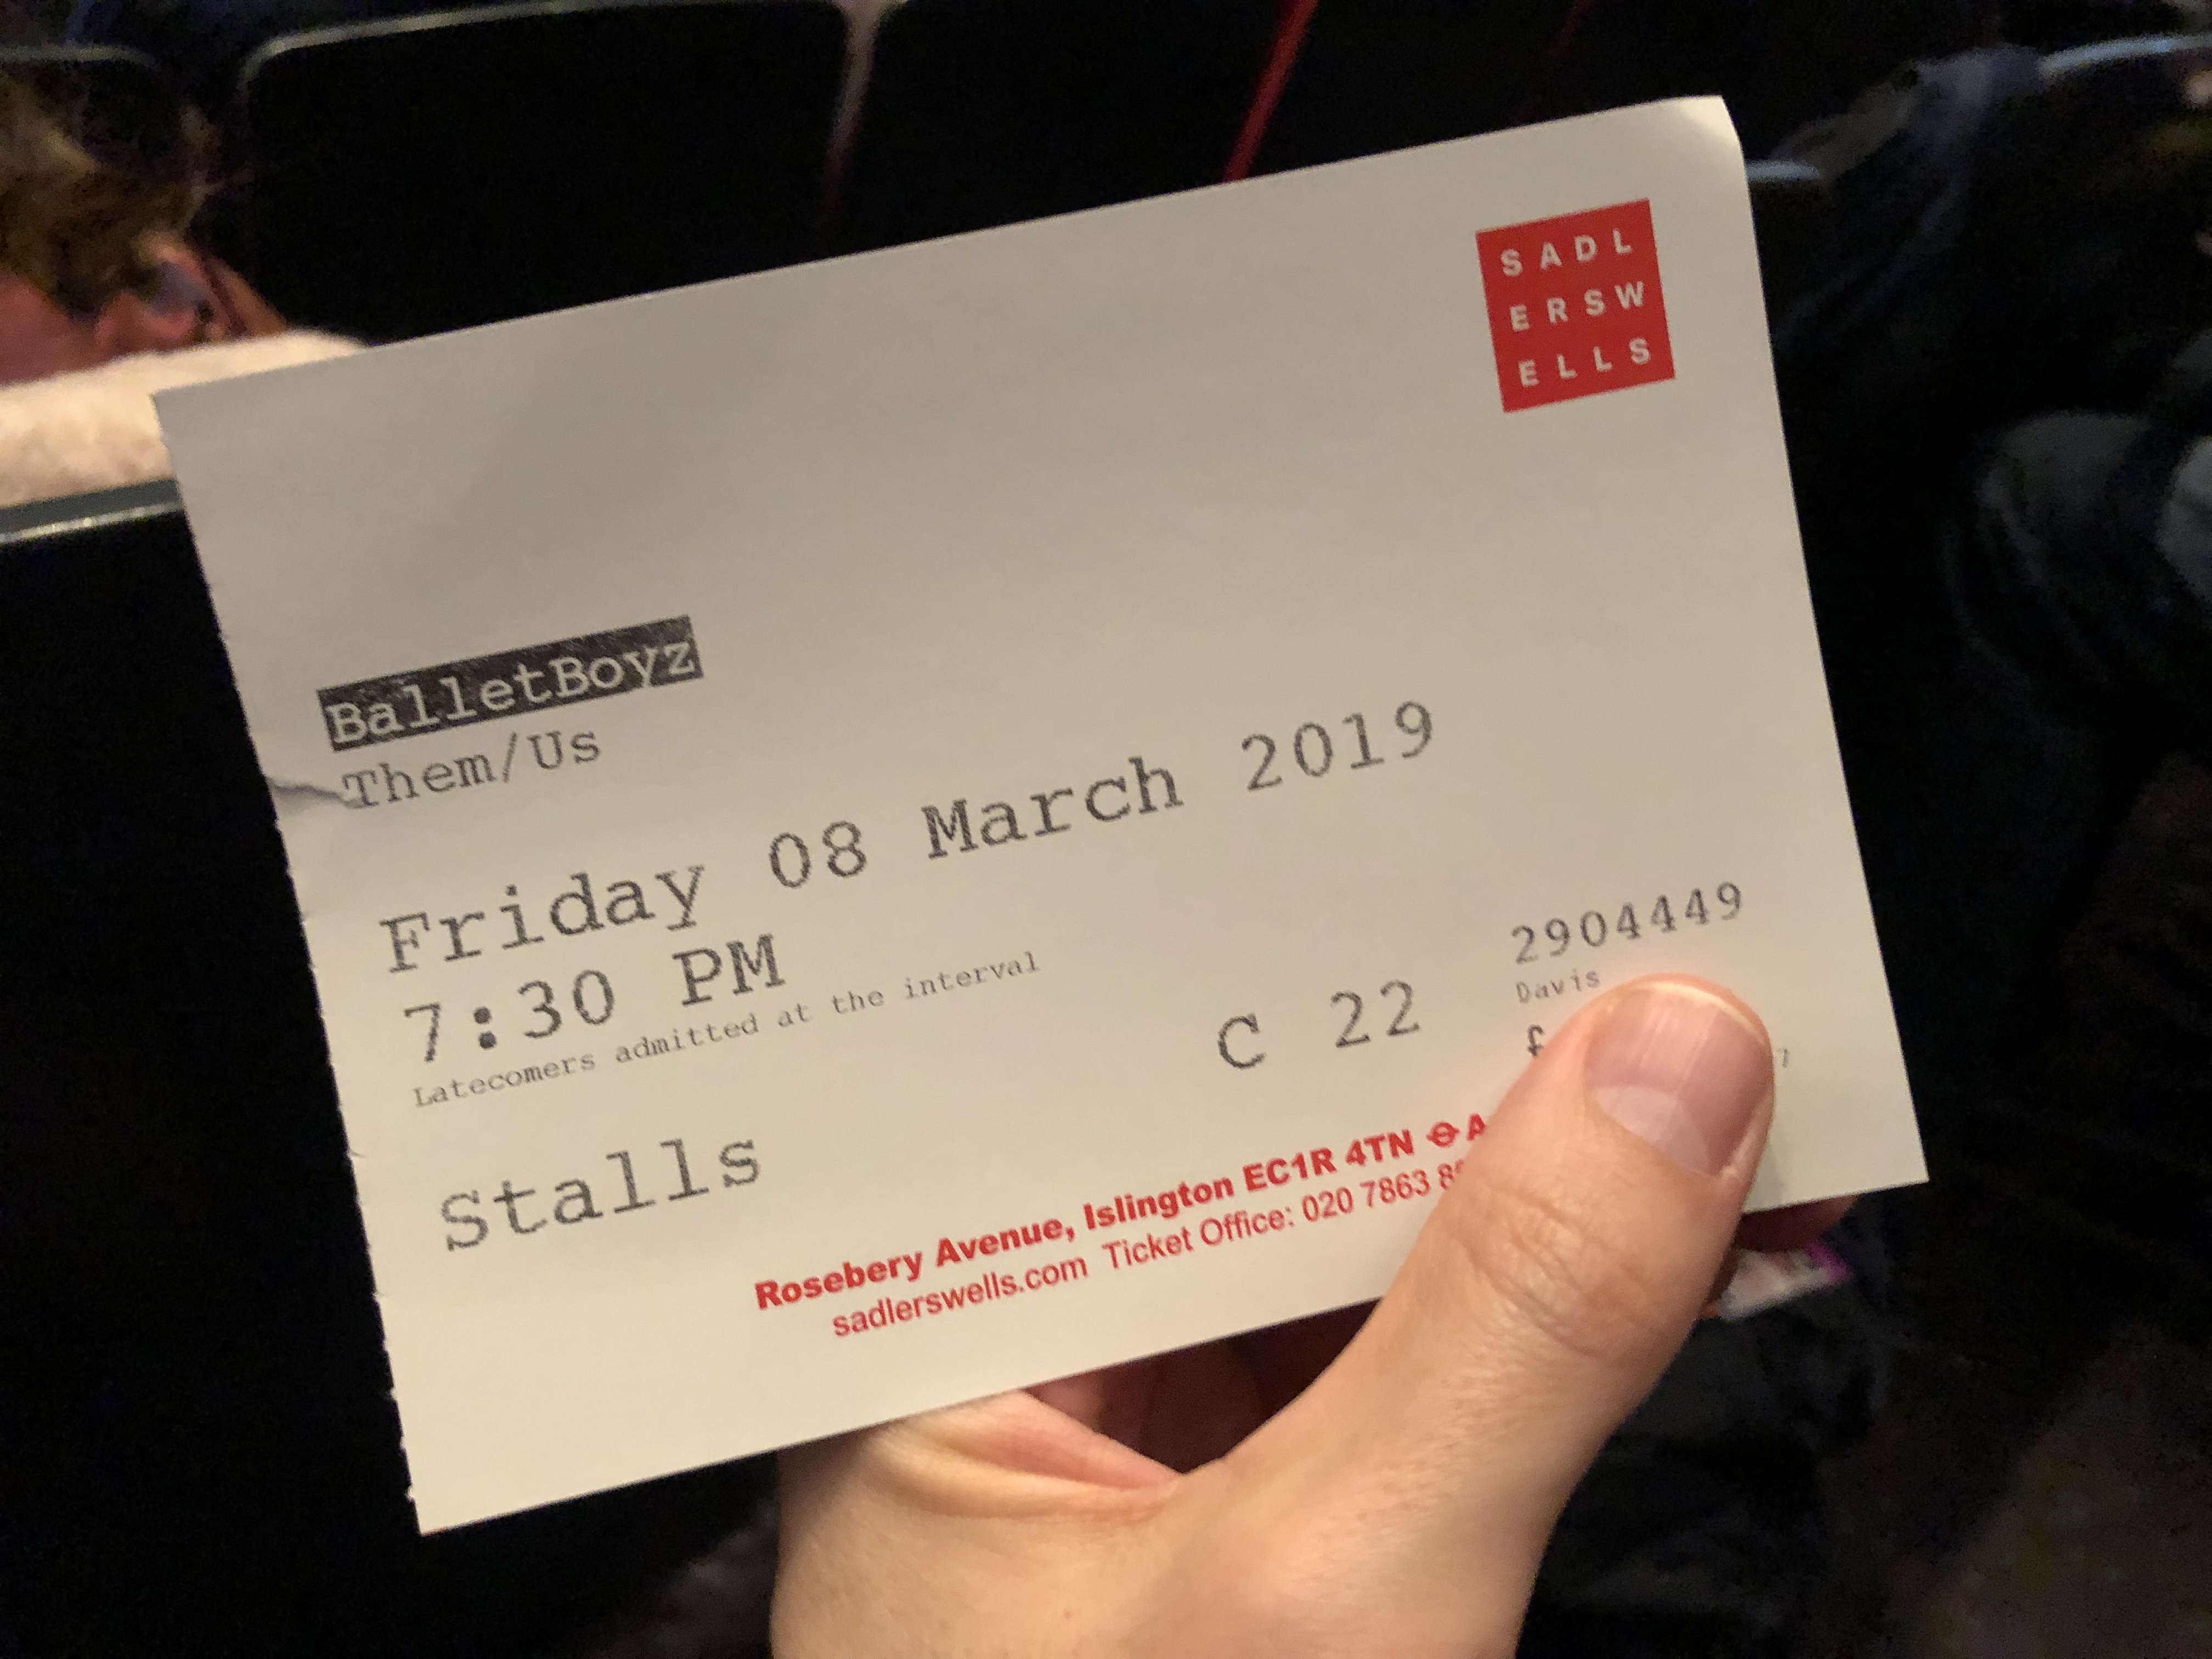 SADL
ERSW
ELLS
BalletBoyz
Them/Us
Friday 08 March 2019
7:30 PM
Latecomers admitted at the interval
Stalls
C 22
2904449
Davis
£
Rosebery Avenue, Islington EC1R 4TN
sadlerswells.com Ticket Office: 020 7863